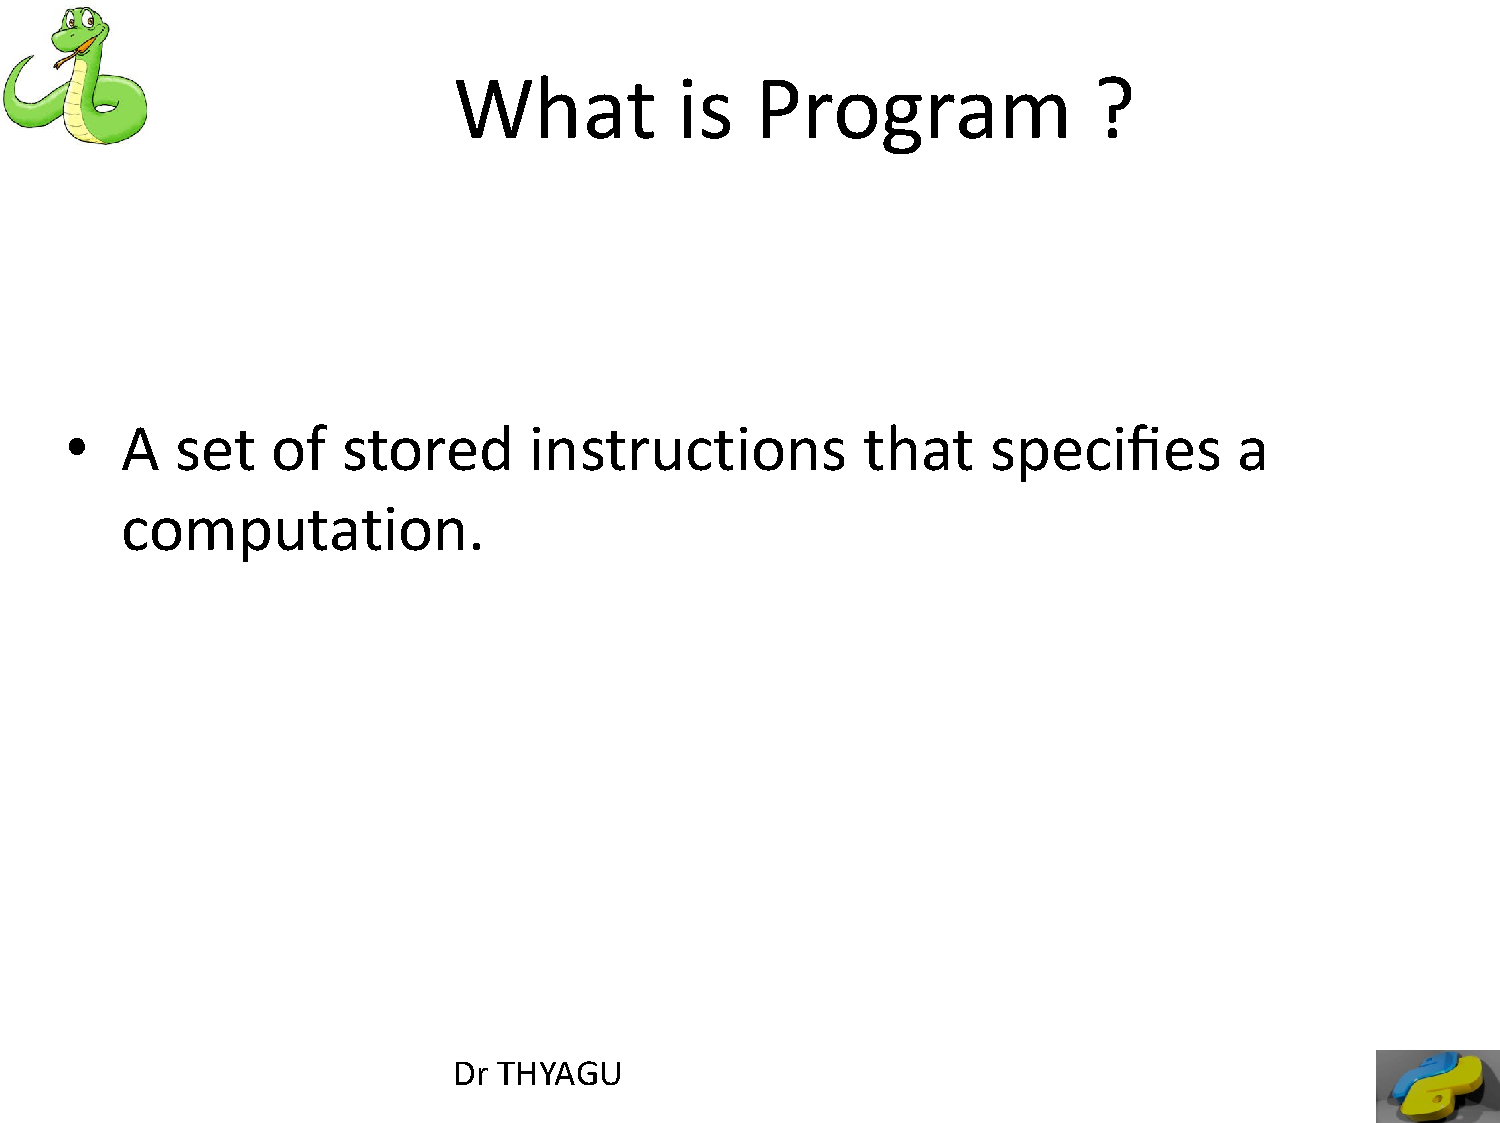 What is Program ?
• A set of stored instructions that specifies a
computation.
Dr THYAGU